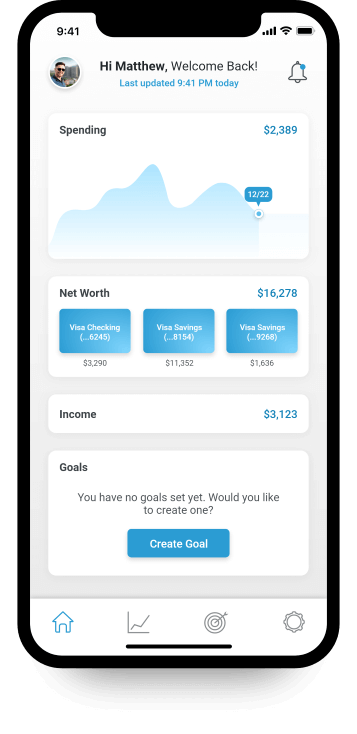 9:41
Hi Matthew, Welcome Back!
Last updated 9:41 PM today
Spending $2,389
12/22
Net Worth $16,278
Visa Checking Visa Savings Visa Savings
(...6245) (...8154) (...9268)
$3,290 $11,352 $1,636
Income $3,123
Goals
You have no goals set yet. Would you like
to create one?
Create Goal